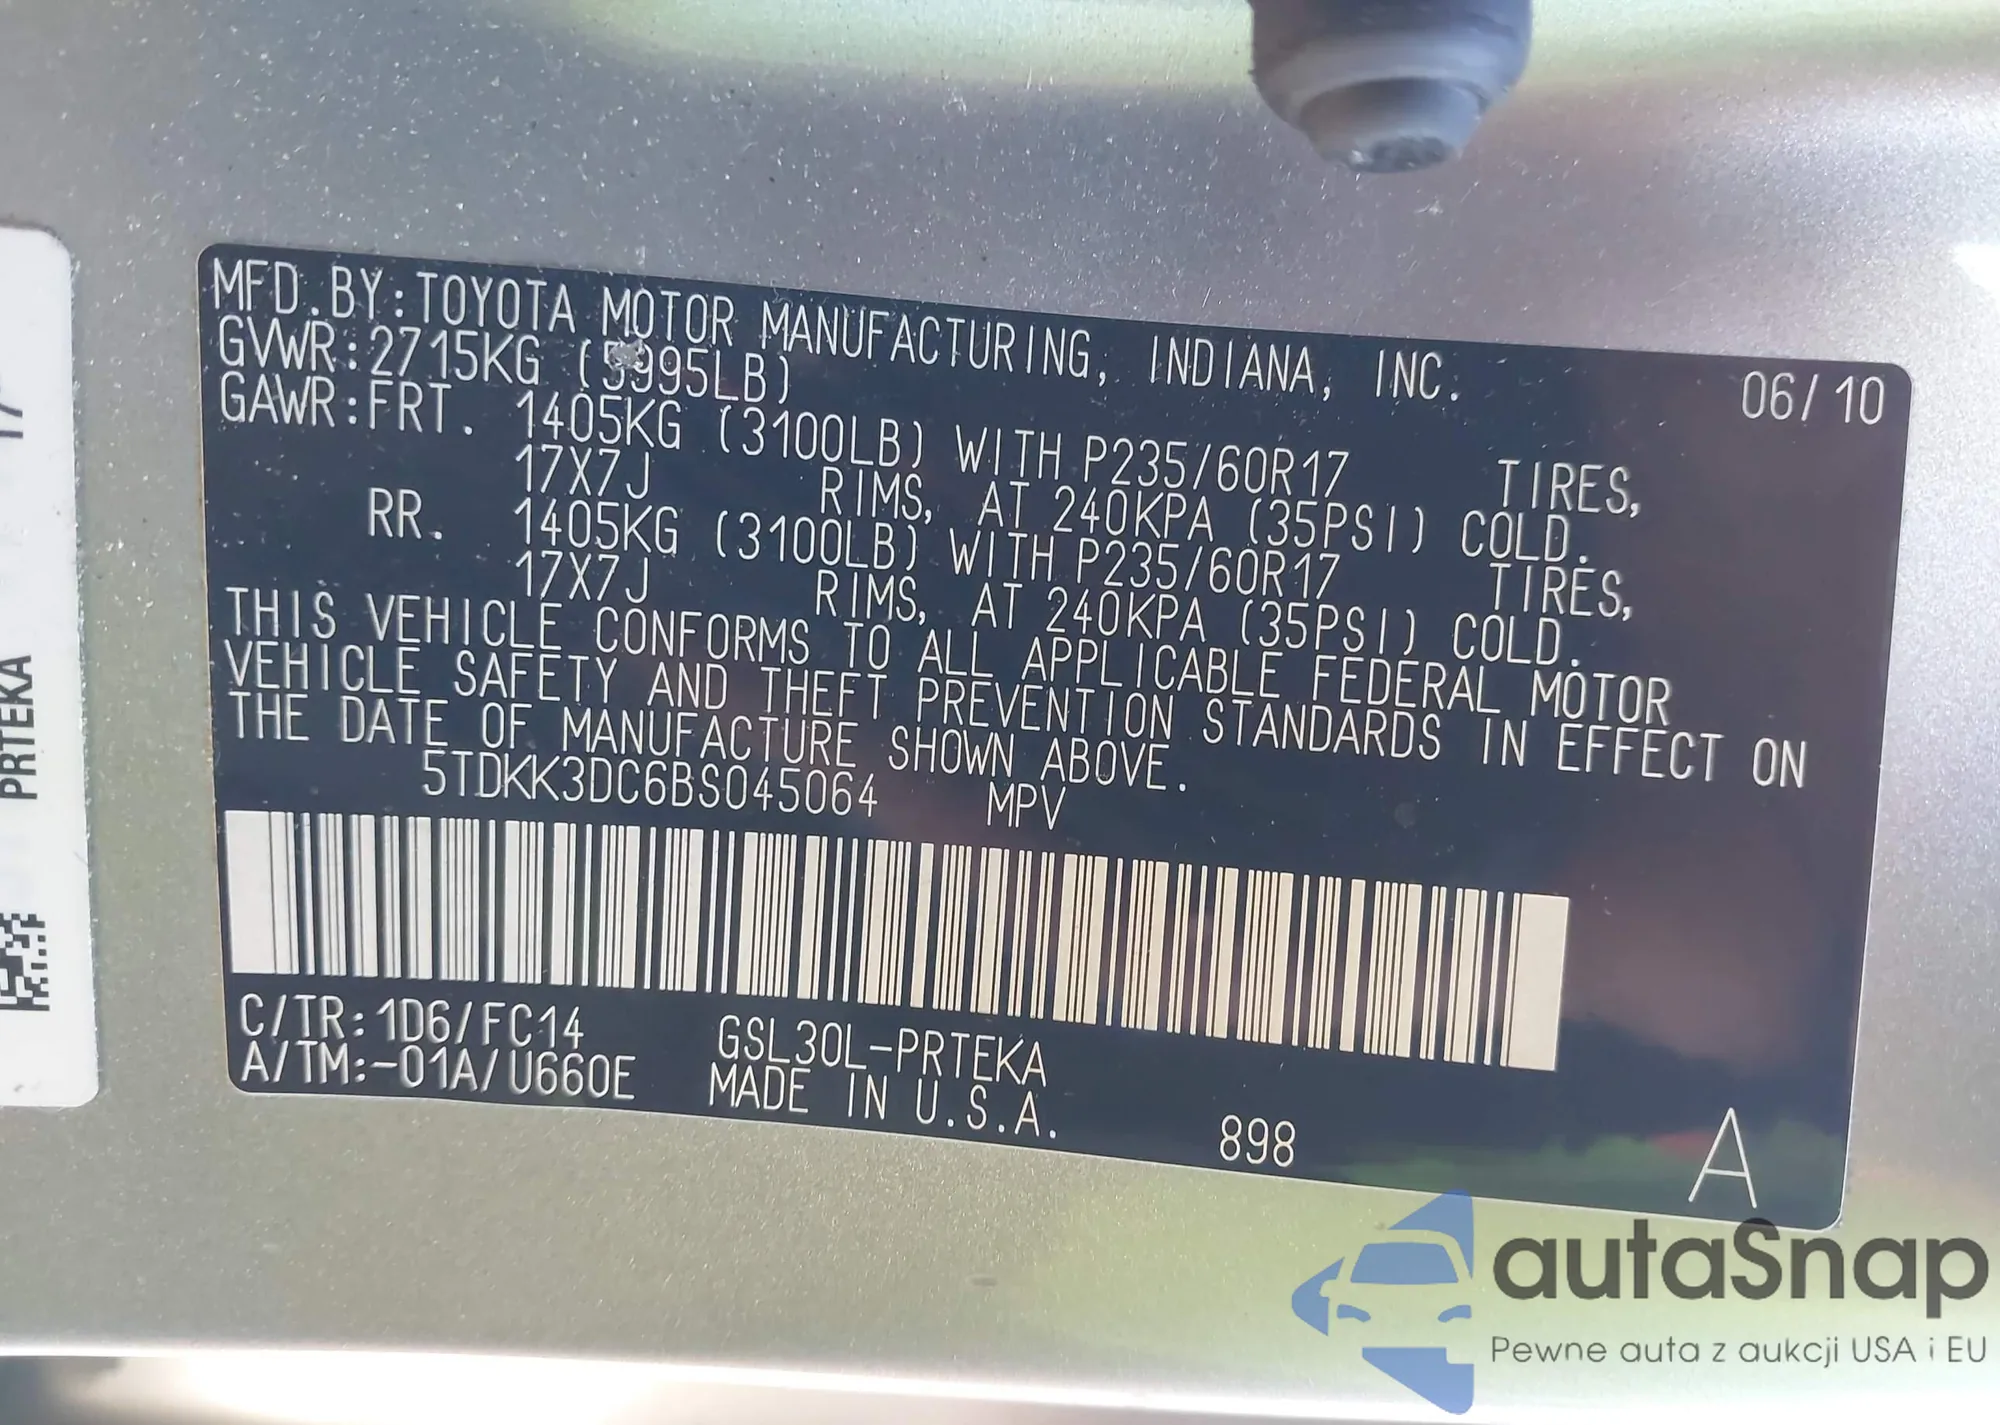 MFD.BY:TOYOTA MOTOR MANUFACTURING, INDIANA, INC. 06/10
GVWR:2715KG (5995LB)
GAWR:FRT. 1405KG (3100LB) WITH P235/60R17 TIRES,
17X7J RIMS, AT 240KPA (35PSI) COLD.
RR. 1405KG (3100LB) WITH P235/60R17 TIRES,
17X7J RIMS, AT 240KPA (35PSI) COLD.
THIS VEHICLE CONFORMS TO ALL APPLICABLE FEDERAL MOTOR
VEHICLE SAFETY AND THEFT PREVENTION STANDARDS IN EFFECT ON
THE DATE OF MANUFACTURE SHOWN ABOVE.
5TDKK3DC6BS045064 MPV
C/TR:1D6/FC14 GSL30L-PRTEKA
A/TM:-01A/U660E MADE IN U.S.A. 898 A
PRTEKA
autaSnap
Pewne auta z aukcji USA i EU